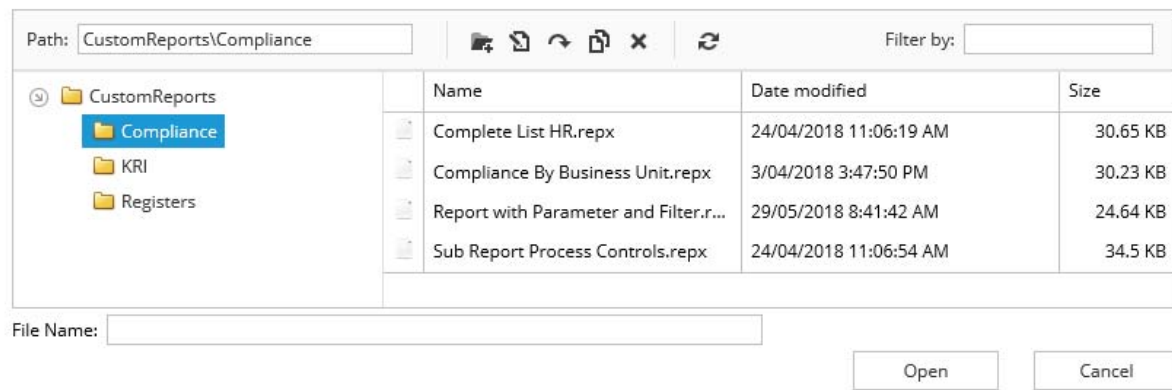 Path: CustomReports\Compliance Filter by:
CustomReports
Compliance
KRI
Registers
Name Date modified Size
Complete List HR.repx 24/04/2018 11:06:19 AM 30.65 KB
Compliance By Business Unit.repx 3/04/2018 3:47:50 PM 30.23 KB
Report with Parameter and Filter.r... 29/05/2018 8:41:42 AM 24.64 KB
Sub Report Process Controls.repx 24/04/2018 11:06:54 AM 34.5 KB
File Name:
Open Cancel